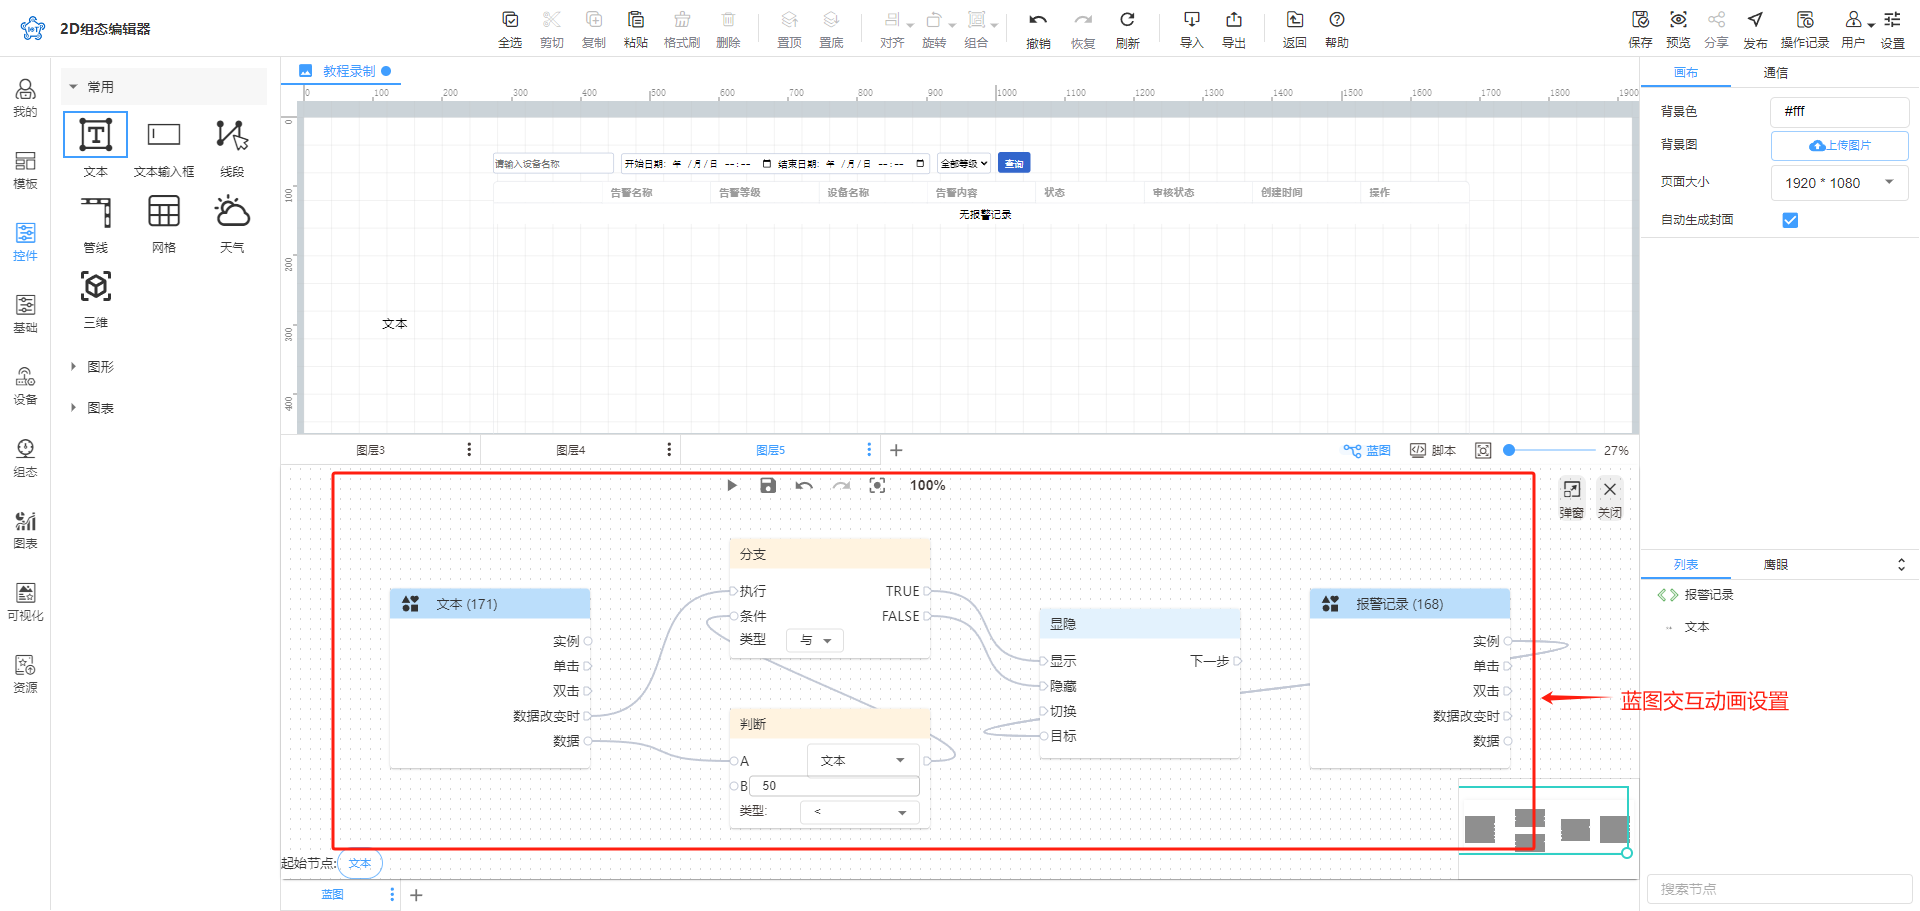 2D组态编辑器
全选 剪切 复制 粘贴 格式刷 删除 置顶 置底 对齐 旋转 组合 撤销 恢复 刷新 导入 导出 返回 帮助 保存 预览 分享 发布 操作记录 用户 设置
我的
模板
控件
基础
设备
组态
图表
可视化
资源
常用
文本 文本输入框 线段
管线 网格 天气
三维
图形
图表
教程录制
0 100 200 300 400 500 600 700 800 900 1000 1100 1200 1300 1400 1500 1600 1700 1800 1900
0
100
200
300
400
请输入设备名称 开始日期: 年 /月/日 --:-- 结束日期: 年 /月/日 --:-- 全部等级 查询
告警名称 告警等级 设备名称 告警内容 状态 审核状态 创建时间 操作
无报警记录
文本
图层3 图层4 图层5 蓝图 脚本 27%
100%
弹窗 关闭
文本 (171)
实例
单击
双击
数据改变时
数据
分支
执行 TRUE
条件 FALSE
类型 与
判断
A 文本
B 50
类型: <
显隐
显示 下一步
隐藏
切换
目标
报警记录 (168)
实例
单击
双击
数据改变时
数据
蓝图交互动画设置
起始节点: 文本
蓝图
画布 通信
背景色 #fff
背景图 上传图片
页面大小 1920 * 1080
自动生成封面
列表 鹰眼
报警记录
文本
搜索节点